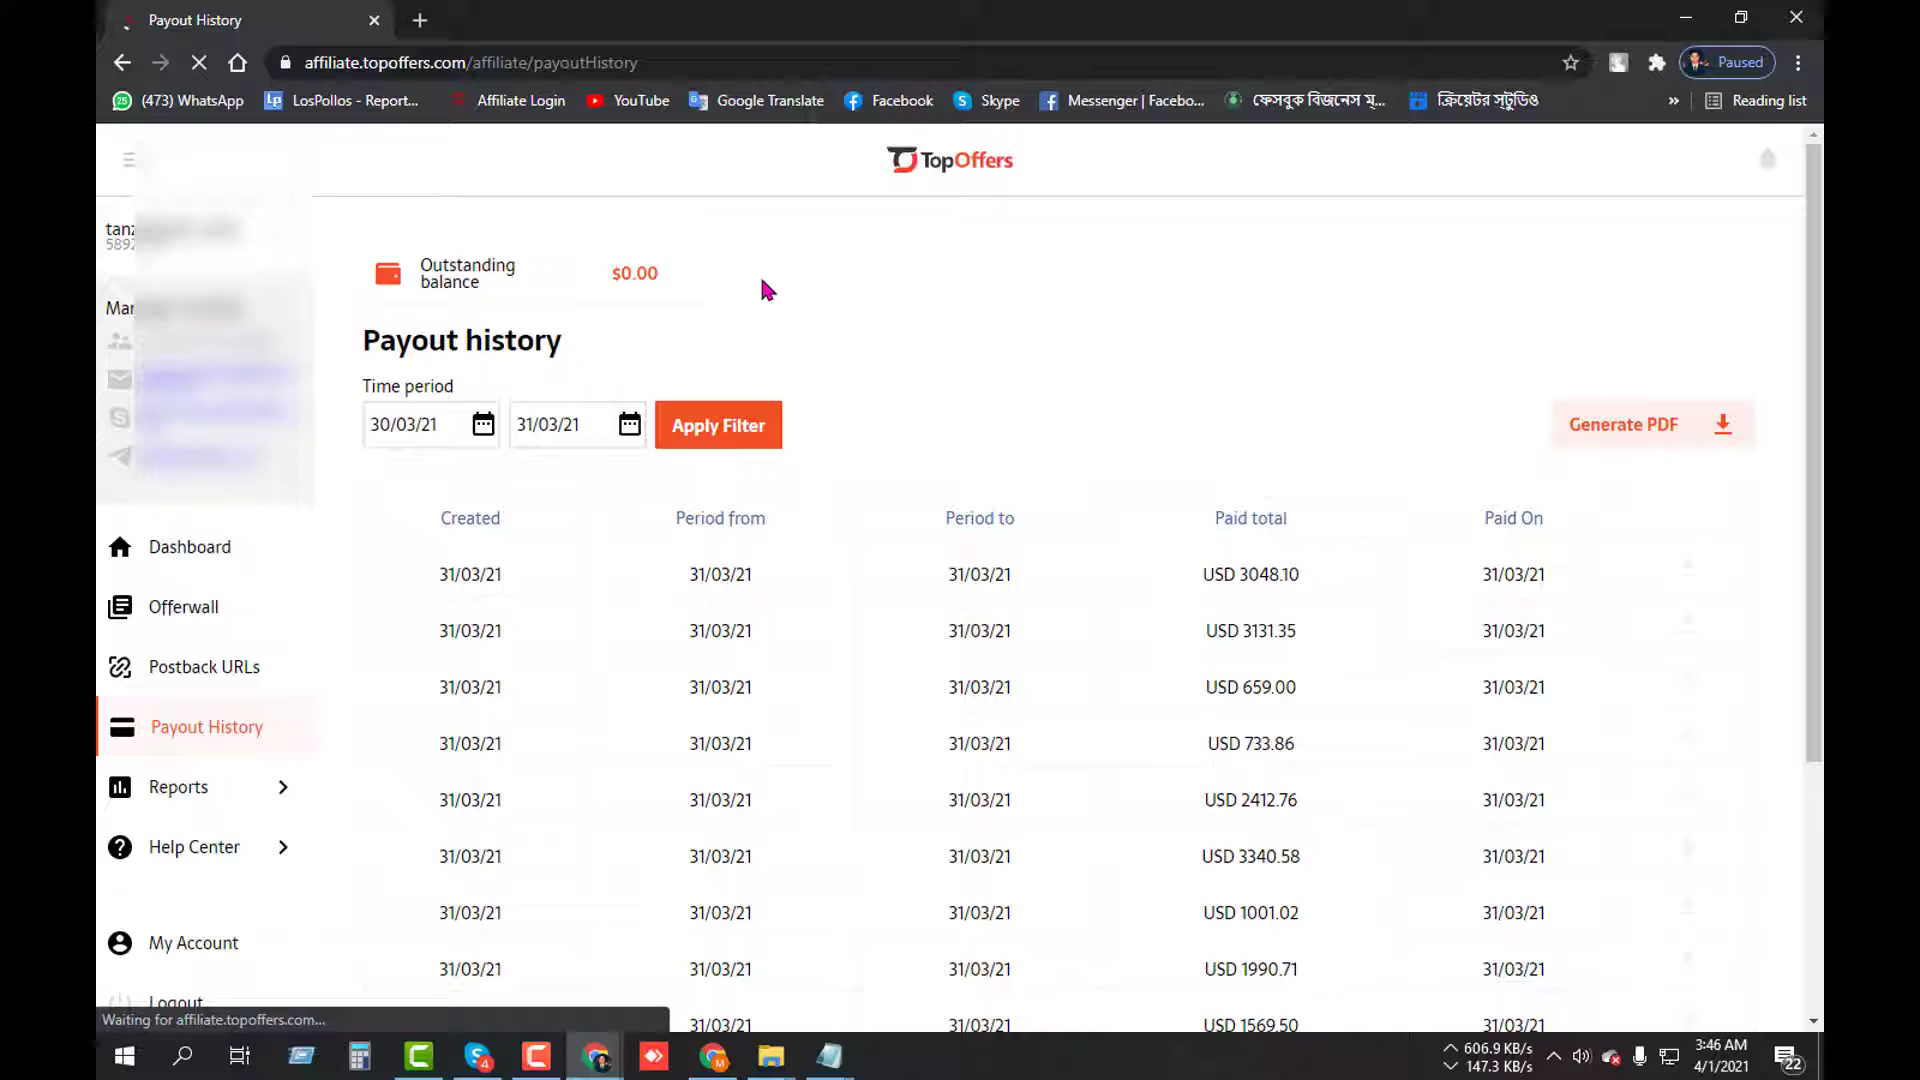 Payout History
affiliate.topoffers.com/affiliate/payoutHistory
Paused
(473) WhatsApp
LosPollos - Report...
Affiliate Login
YouTube
Google Translate
Facebook
Skype
Messenger | Facebo...
ফেসবুক বিজনেস ম্...
ক্রিয়েটর স্টুডিও
»
Reading list
TopOffers
Outstanding
balance
$0.00
Payout history
Time period
30/03/21
31/03/21
Apply Filter
Generate PDF
Dashboard
Offerwall
Postback URLs
Payout History
Reports
Help Center
My Account
Logout
Created Period from Period to Paid total Paid On
31/03/21 31/03/21 31/03/21 USD 3048.10 31/03/21
31/03/21 31/03/21 31/03/21 USD 3131.35 31/03/21
31/03/21 31/03/21 31/03/21 USD 659.00 31/03/21
31/03/21 31/03/21 31/03/21 USD 733.86 31/03/21
31/03/21 31/03/21 31/03/21 USD 2412.76 31/03/21
31/03/21 31/03/21 31/03/21 USD 3340.58 31/03/21
31/03/21 31/03/21 31/03/21 USD 1001.02 31/03/21
31/03/21 31/03/21 31/03/21 USD 1990.71 31/03/21
31/03/21 31/03/21 31/03/21 USD 1569.50 31/03/21
Waiting for affiliate.topoffers.com...
606.9 KB/s
147.3 KB/s
3:46 AM
4/1/2021
22